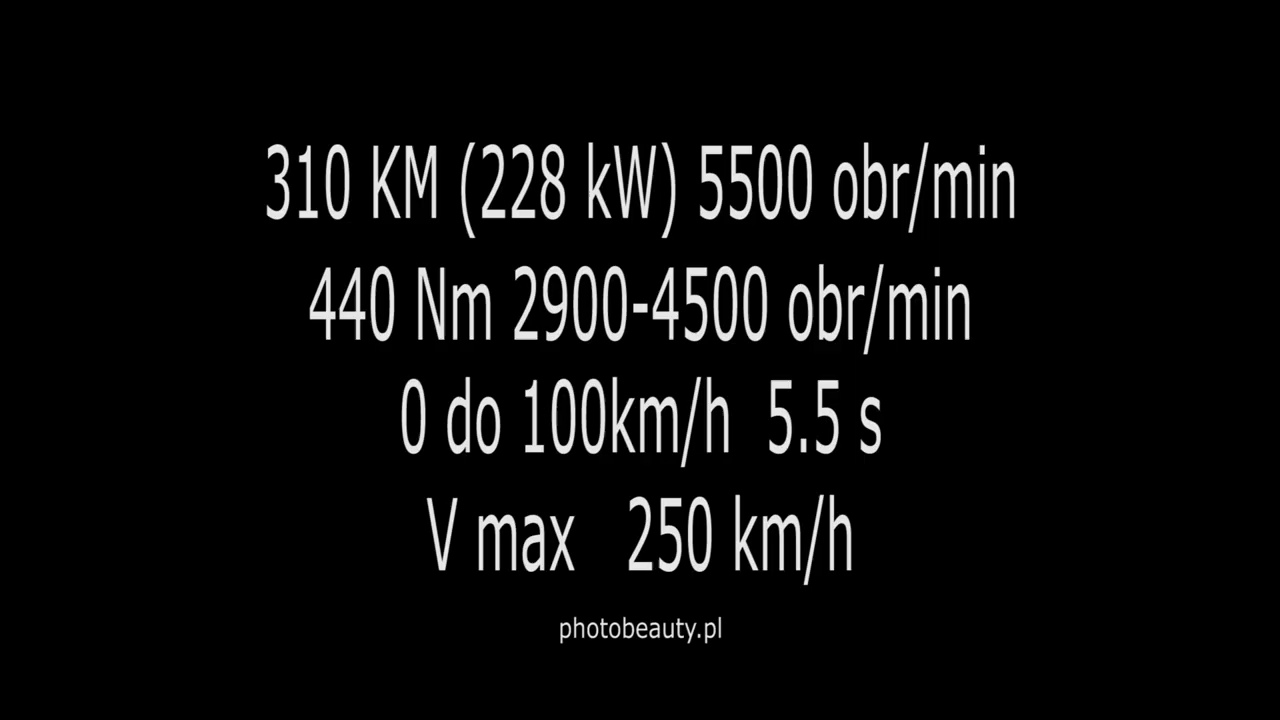 310 KM (228 kW) 5500 obr/min
440 Nm 2900-4500 obr/min
0 do 100km/h 5.5 s
V max 250 km/h
photobeauty.pl